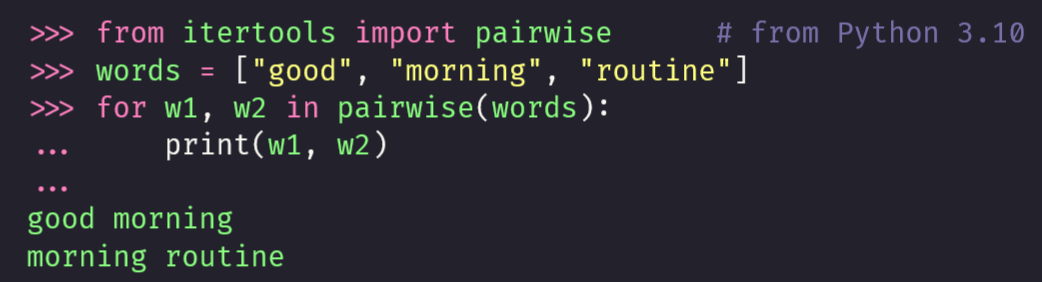 >>> from itertools import pairwise      # from Python 3.10
>>> words = ["good", "morning", "routine"]
>>> for w1, w2 in pairwise(words):
...     print(w1, w2)
...
good morning
morning routine